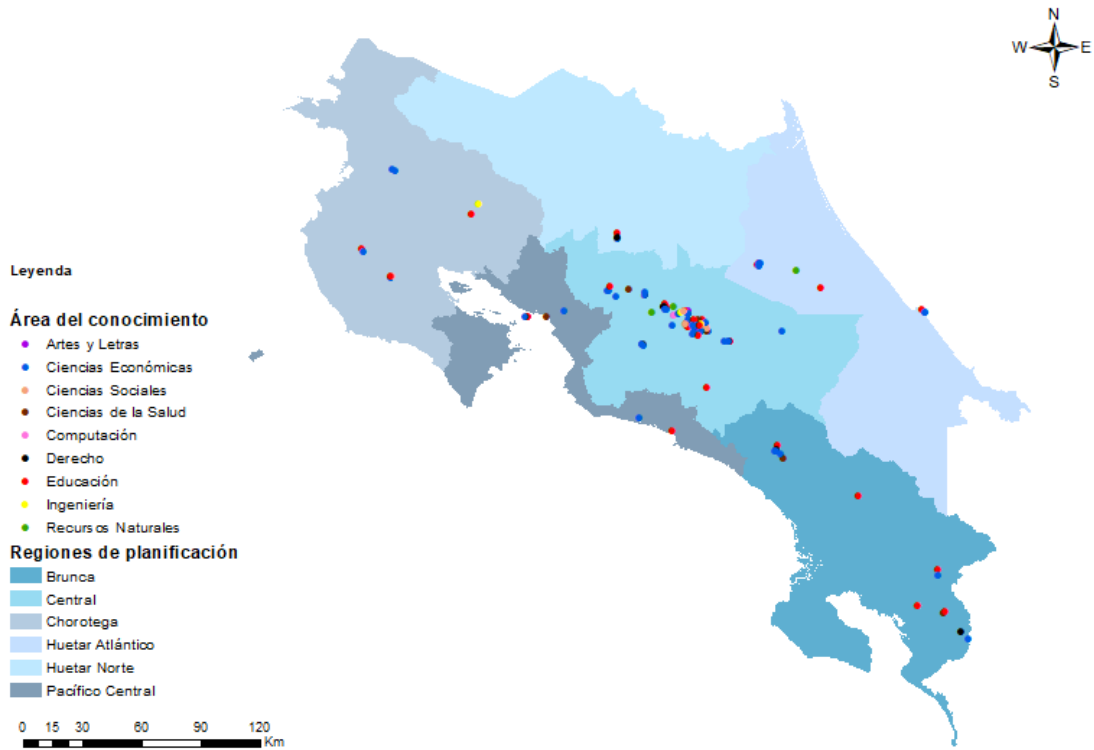 N
W E
S
Leyenda
Área del conocimiento
Artes y Letras
Ciencias Económicas
Ciencias Sociales
Ciencias de la Salud
Computación
Derecho
Educación
Ingeniería
Recursos Naturales
Regiones de planificación
Brunca
Central
Chorotega
Huetar Atlántico
Huetar Norte
Pacífico Central
0 15 30 60 90 120
Km